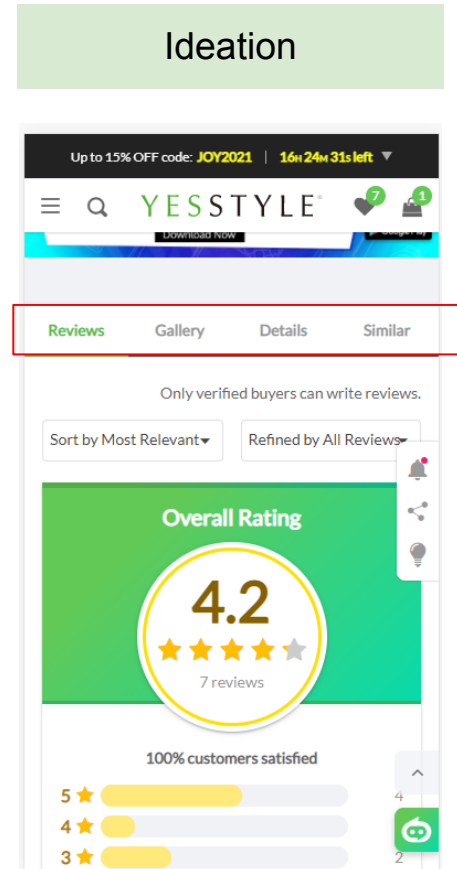 Ideation
Up to 15% OFF code: JOY2021 | 16H 24M 31s left ▼
YESSTYLE 7 1
Download Now
Reviews Gallery Details Similar
Only verified buyers can write reviews.
Sort by Most Relevant
Refined by All Reviews
Overall Rating
4.2
7 reviews
100% customers satisfied
5 4
4
3 2